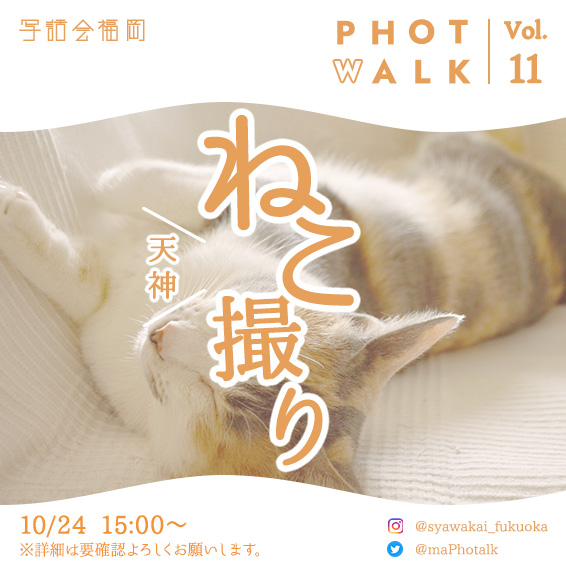 写話会福岡
PHOT
WALK
Vol.
11
ねこ撮り
天神
10/24 15:00〜
※詳細は要確認よろしくお願いします。
@syawakai_fukuoka
@maPhotalk